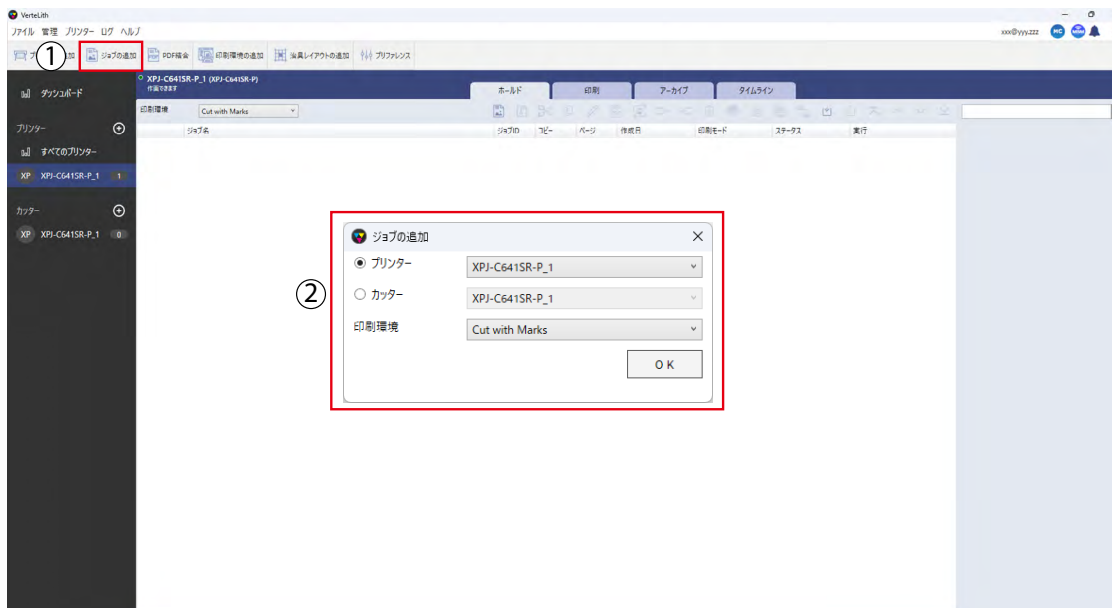 VerteLith
ファイル 管理 プリンター ログ ヘルプ
xxx@yyy.zzz MC
① ジョブの追加 PDF結合 印刷環境の追加 治具レイアウトの追加 プリファレンス
ダッシュボード
プリンター
すべてのプリンター
XP XPJ-C641SR-P_1 1
カッター
XP XPJ-C641SR-P_1 0
XPJ-C641SR-P_1 (XPJ-C641SR-P)
作画できます
ホールド 印刷 アーカイブ タイムライン
印刷環境 Cut with Marks
ジョブ名 ジョブID コピー ページ 作成日 印刷モード ステータス 実行
②
ジョブの追加
プリンター XPJ-C641SR-P_1
カッター XPJ-C641SR-P_1
印刷環境 Cut with Marks
OK